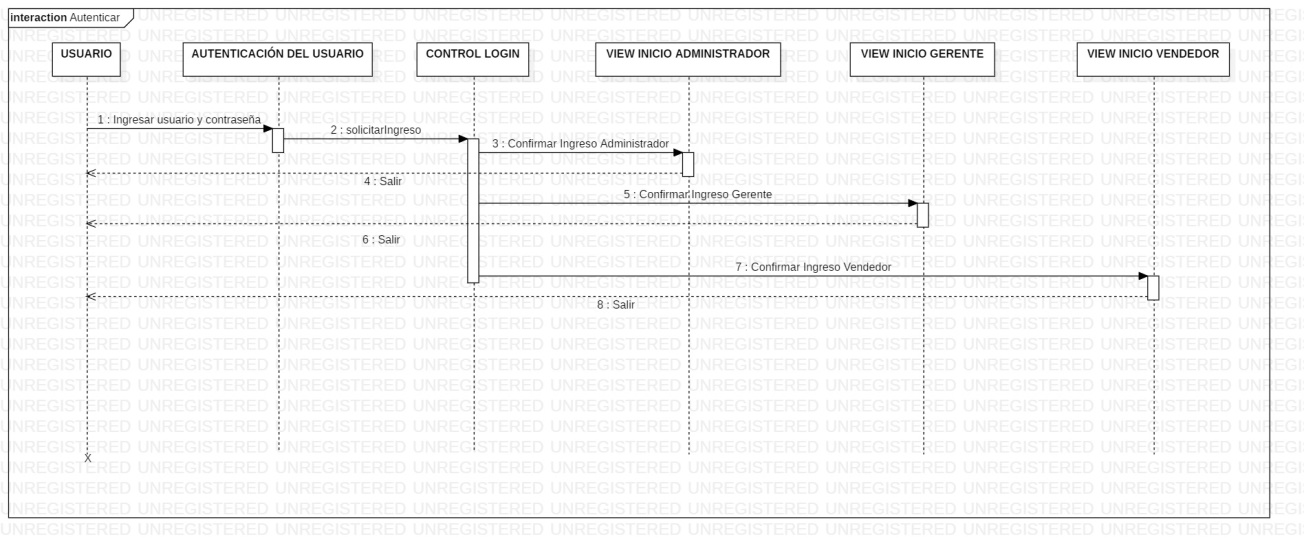 interaction Autenticar
USUARIO
AUTENTICACIÓN DEL USUARIO
CONTROL LOGIN
VIEW INICIO ADMINISTRADOR
VIEW INICIO GERENTE
VIEW INICIO VENDEDOR
1 : Ingresar usuario y contraseña
2 : solicitarIngreso
3 : Confirmar Ingreso Administrador
4 : Salir
5 : Confirmar Ingreso Gerente
6 : Salir
7 : Confirmar Ingreso Vendedor
8 : Salir
X
UNREGISTERED